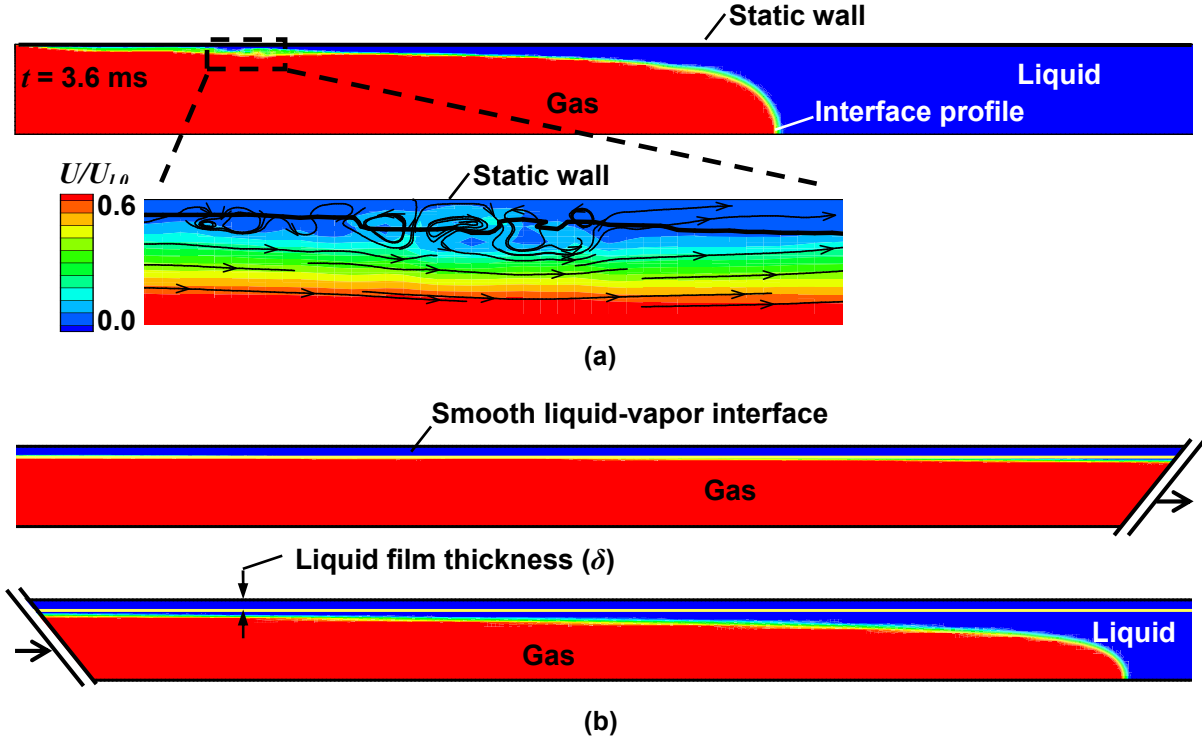 Static wall
t = 3.6 ms
Liquid
Gas
Interface profile
U/U
Static wall
0.6
0.0
(a)
Smooth liquid-vapor interface
Gas
Liquid film thickness (δ)
Liquid
Gas
(b)